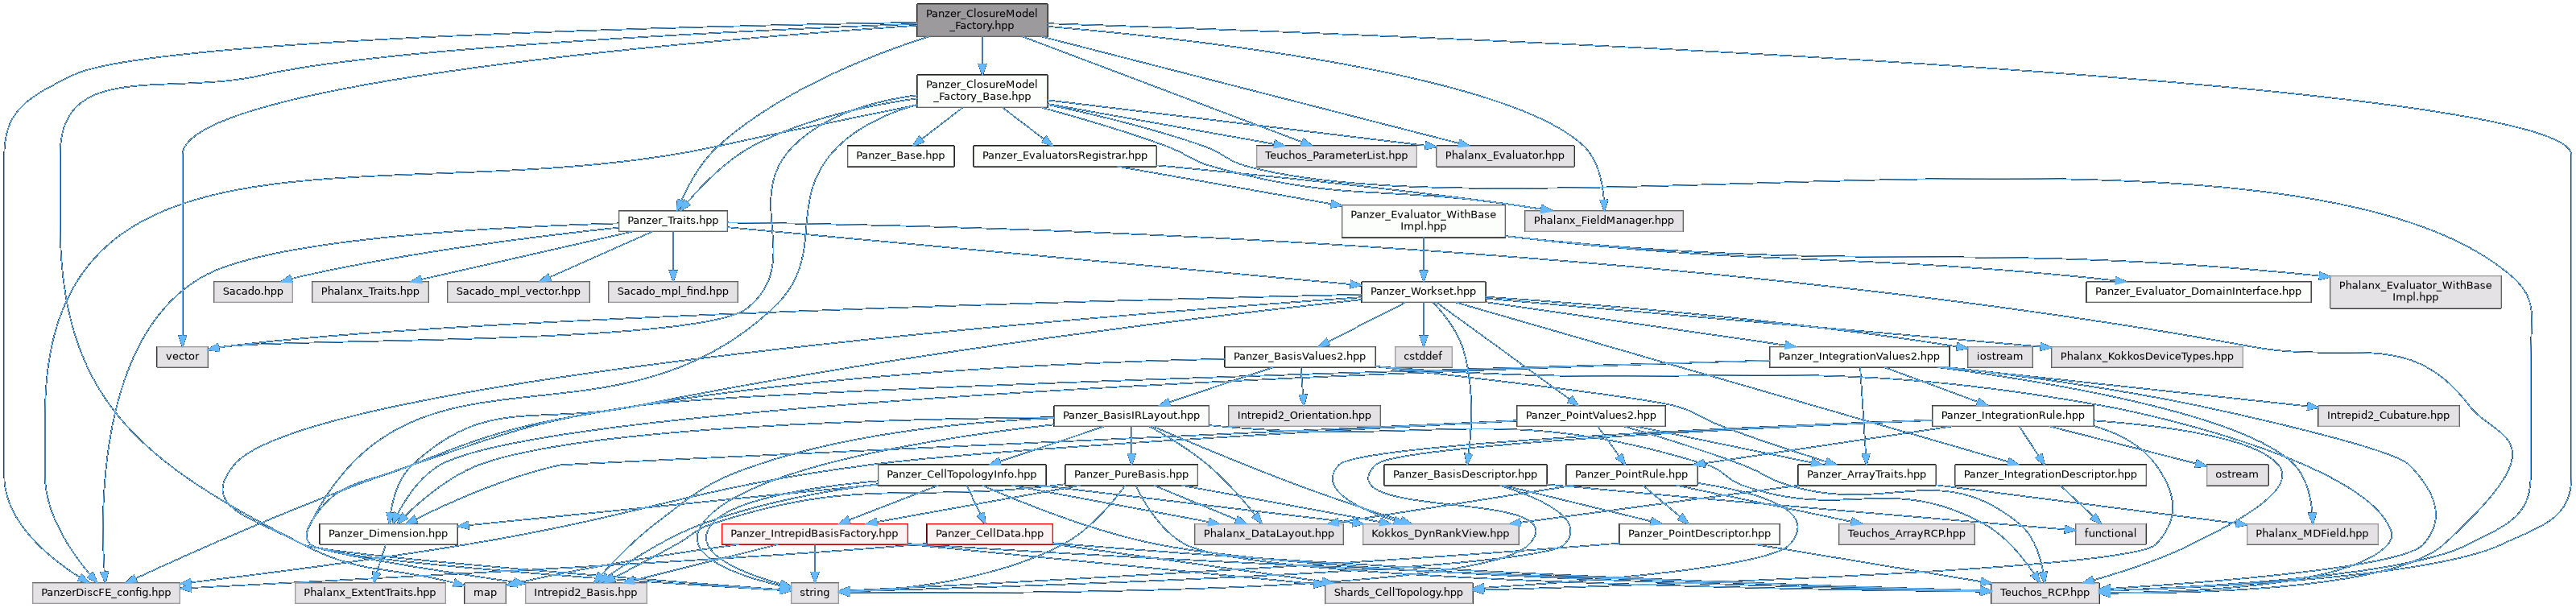 Panzer_ClosureModel
_Factory.hpp
Panzer_ClosureModel
_Factory_Base.hpp
Panzer_Base.hpp
Panzer_EvaluatorsRegistrar.hpp
Teuchos_ParameterList.hpp
Phalanx_Evaluator.hpp
Panzer_Traits.hpp
Panzer_Evaluator_WithBase
Impl.hpp
Phalanx_FieldManager.hpp
Sacado.hpp
Phalanx_Traits.hpp
Sacado_mpl_vector.hpp
Sacado_mpl_find.hpp
Panzer_Workset.hpp
Panzer_Evaluator_DomainInterface.hpp
Phalanx_Evaluator_WithBase
Impl.hpp
vector
Panzer_BasisValues2.hpp
cstddef
Panzer_IntegrationValues2.hpp
iostream
Phalanx_KokkosDeviceTypes.hpp
Panzer_BasisIRLayout.hpp
Intrepid2_Orientation.hpp
Panzer_PointValues2.hpp
Panzer_IntegrationRule.hpp
Intrepid2_Cubature.hpp
Panzer_CellTopologyInfo.hpp
Panzer_PureBasis.hpp
Panzer_BasisDescriptor.hpp
Panzer_PointRule.hpp
Panzer_ArrayTraits.hpp
Panzer_IntegrationDescriptor.hpp
ostream
Panzer_Dimension.hpp
Panzer_IntrepidBasisFactory.hpp
Panzer_CellData.hpp
Phalanx_DataLayout.hpp
Kokkos_DynRankView.hpp
Panzer_PointDescriptor.hpp
Teuchos_ArrayRCP.hpp
functional
Phalanx_MDField.hpp
PanzerDiscFE_config.hpp
Phalanx_ExtentTraits.hpp
map
Intrepid2_Basis.hpp
string
Shards_CellTopology.hpp
Teuchos_RCP.hpp